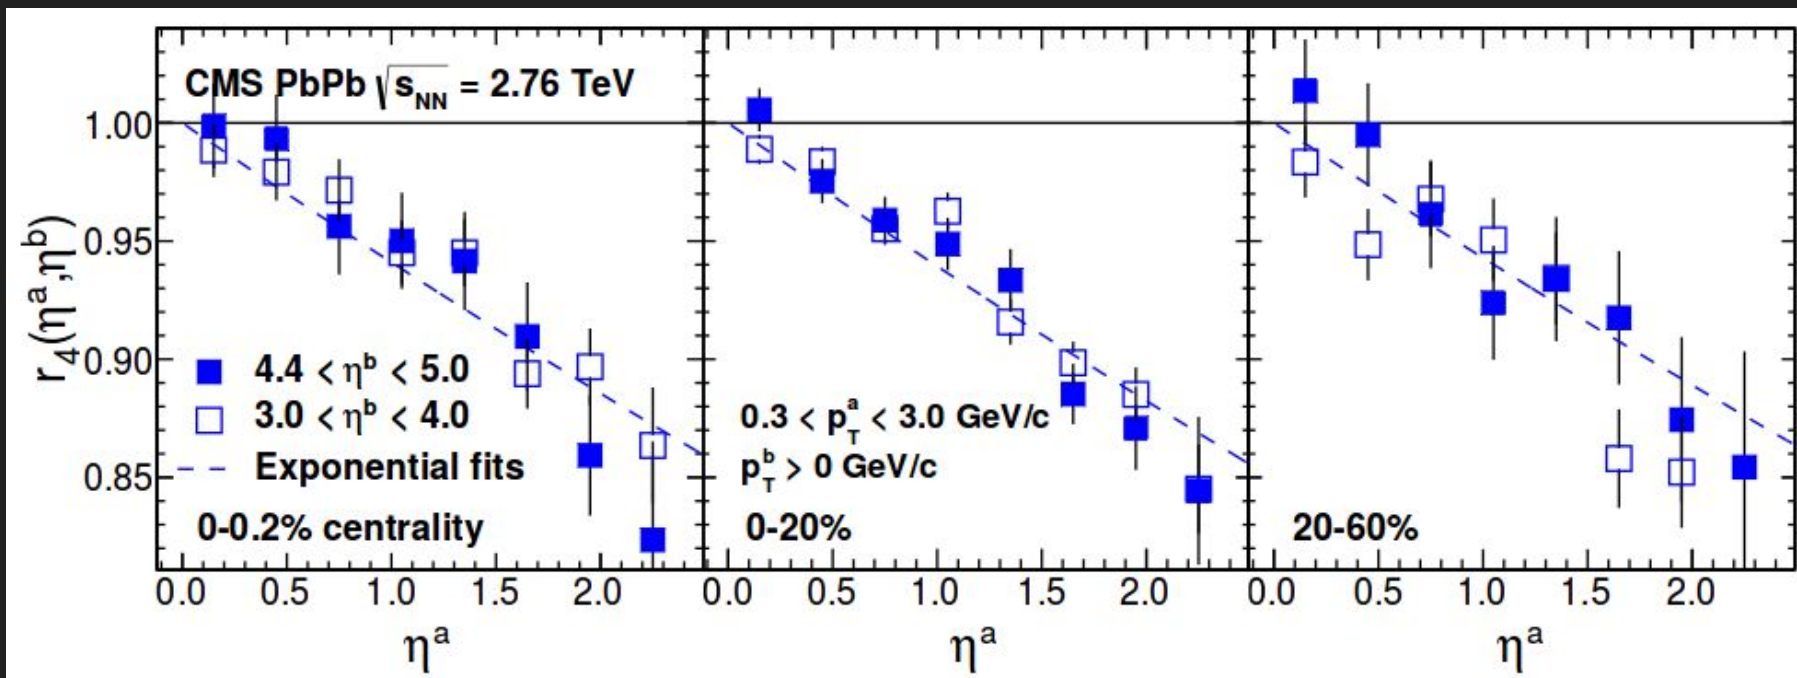 CMS PbPb √sNN = 2.76 TeV
r4(ηa,ηb)
1.00
0.95
0.90
0.85
4.4 < ηb < 5.0
3.0 < ηb < 4.0
Exponential fits
0-0.2% centrality
0.3 < pTa < 3.0 GeV/c
pTb > 0 GeV/c
0-20%
20-60%
0.0 0.5 1.0 1.5 2.0 0.0 0.5 1.0 1.5 2.0 0.0 0.5 1.0 1.5 2.0
ηa ηa ηa